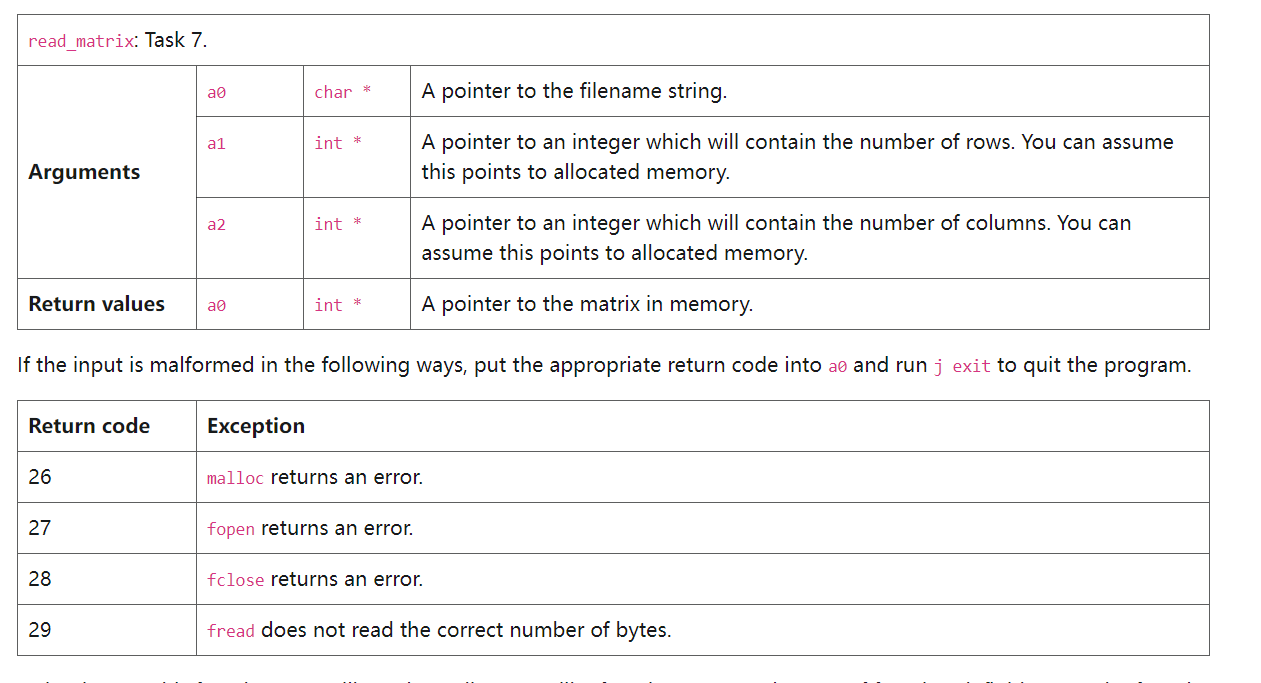 read_matrix: Task 7.
Arguments
a0
char *
A pointer to the filename string.
a1
int *
A pointer to an integer which will contain the number of rows. You can assume
this points to allocated memory.
a2
int *
A pointer to an integer which will contain the number of columns. You can
assume this points to allocated memory.
Return values
a0
int *
A pointer to the matrix in memory.
If the input is malformed in the following ways, put the appropriate return code into a0 and run j exit to quit the program.
Return code
Exception
26
malloc returns an error.
27
fopen returns an error.
28
fclose returns an error.
29
fread does not read the correct number of bytes.